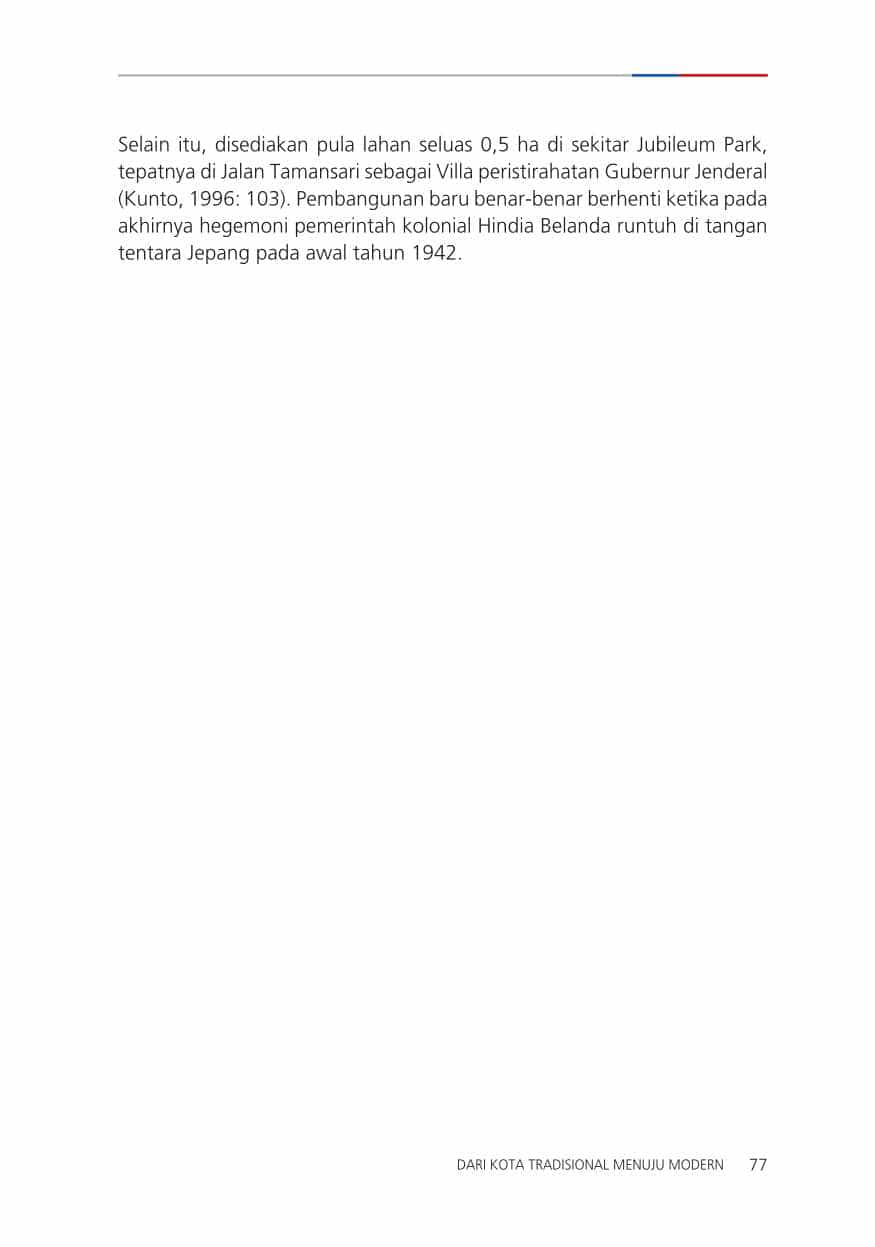 Selain itu, disediakan pula lahan seluas 0,5 ha di sekitar Jubileum Park,
tepatnya di Jalan Tamansari sebagai Villa peristirahatan Gubernur Jenderal
(Kunto, 1996: 103). Pembangunan baru benar-benar berhenti ketika pada
akhirnya hegemoni pemerintah kolonial Hindia Belanda runtuh di tangan
tentara Jepang pada awal tahun 1942.
DARI KOTA TRADISIONAL MENUJU MODERN 77